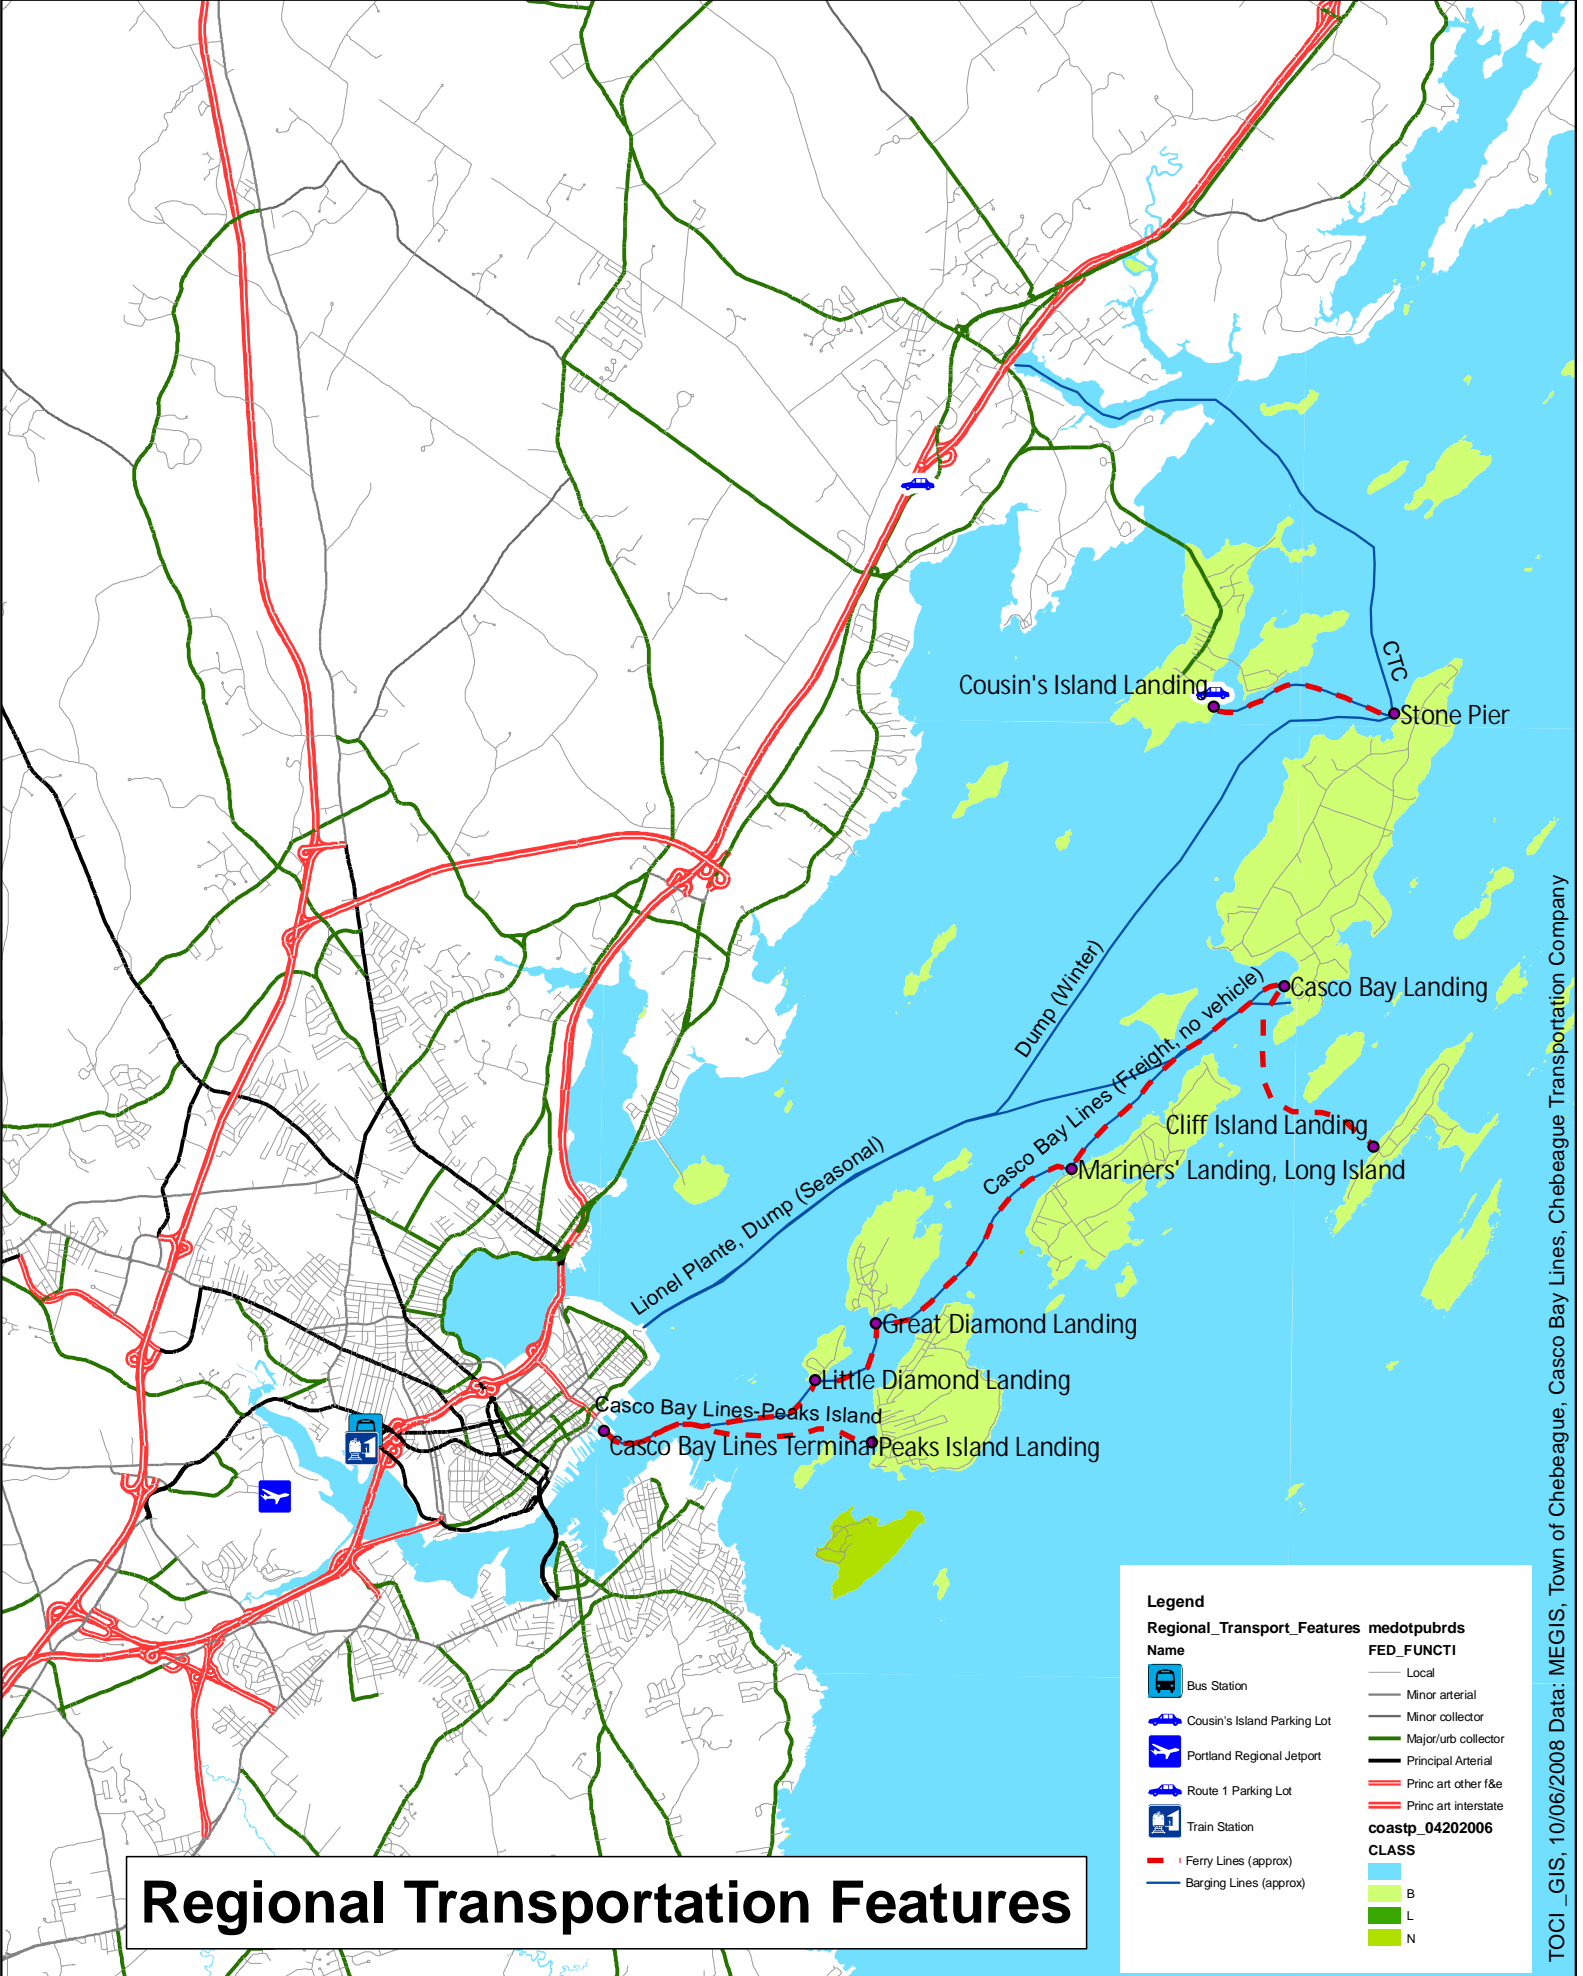 CTC
Cousin's Island Landing
Stone Pier
Dump (Winter)
Casco Bay Landing
Casco Bay Lines (Freight, no vehicle)
Cliff Island Landing
Mariners' Landing, Long Island
Lionel Plante, Dump (Seasonal)
Great Diamond Landing
Little Diamond Landing
Casco Bay Lines-Peaks Island
Casco Bay Lines Terminal
Peaks Island Landing
Legend
Regional_Transport_Features
Name
Bus Station
Cousin's Island Parking Lot
Portland Regional Jetport
Route 1 Parking Lot
Train Station
Ferry Lines (approx)
Barging Lines (approx)
medotpubrds
FED_FUNCTI
Local
Minor arterial
Minor collector
Major/urb collector
Principal Arterial
Princ art other f&e
Princ art interstate
coastp_04202006
CLASS
B
L
N
Regional Transportation Features
TOCI_GIS, 10/06/2008 Data: MEGIS, Town of Chebeague, Casco Bay Lines, Chebeague Transportation Company